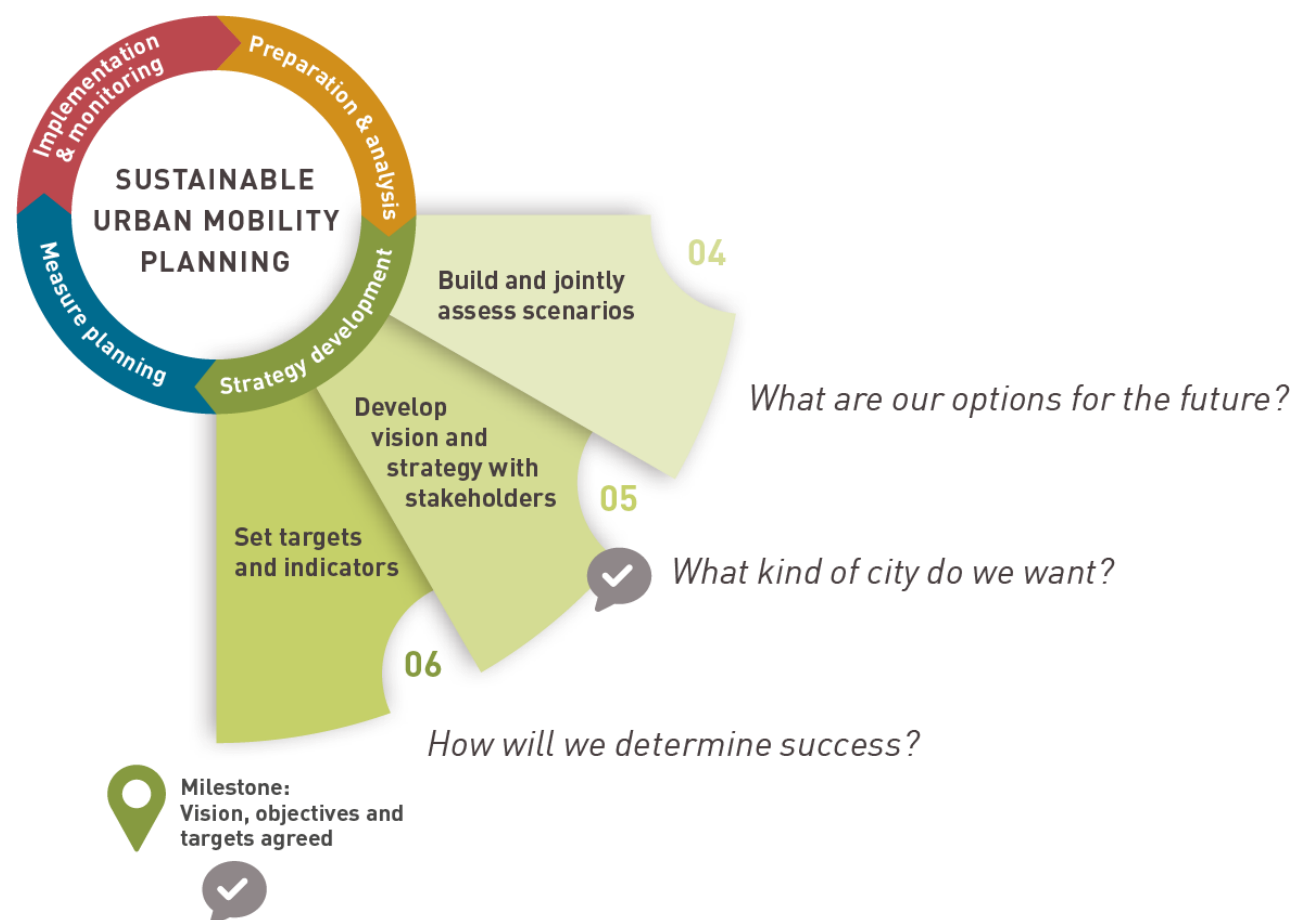 Implementation
& monitoring
Preparation & analysis
SUSTAINABLE
URBAN MOBILITY
PLANNING
Measure planning
Strategy development
Build and jointly
assess scenarios
04
What are our options for the future?
Develop
vision and
strategy with
stakeholders
05
What kind of city do we want?
Set targets
and indicators
06
How will we determine success?
Milestone:
Vision, objectives and
targets agreed